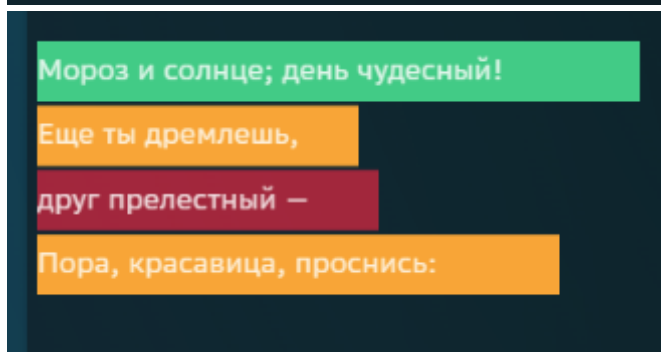 Мороз и солнце; день чудесный!
Еще ты дремлешь,
друг прелестный —
Пора, красавица, проснись: